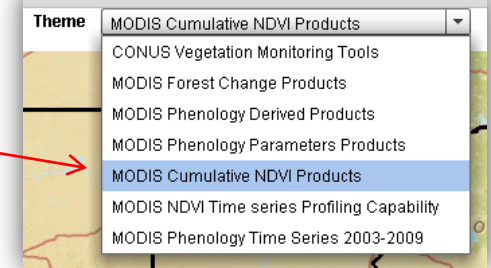 Theme MODIS Cumulative NDVI Products
CONUS Vegetation Monitoring Tools
MODIS Forest Change Products
MODIS Phenology Derived Products
MODIS Phenology Parameters Products
MODIS Cumulative NDVI Products
MODIS NDVI Time series Profiling Capability
MODIS Phenology Time Series 2003-2009